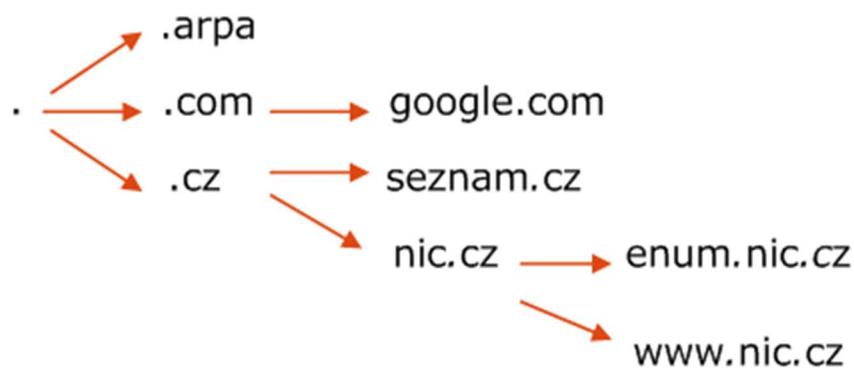 .arpa
. .com google.com
.cz seznam.cz
nic.cz enum.nic.cz
www.nic.cz